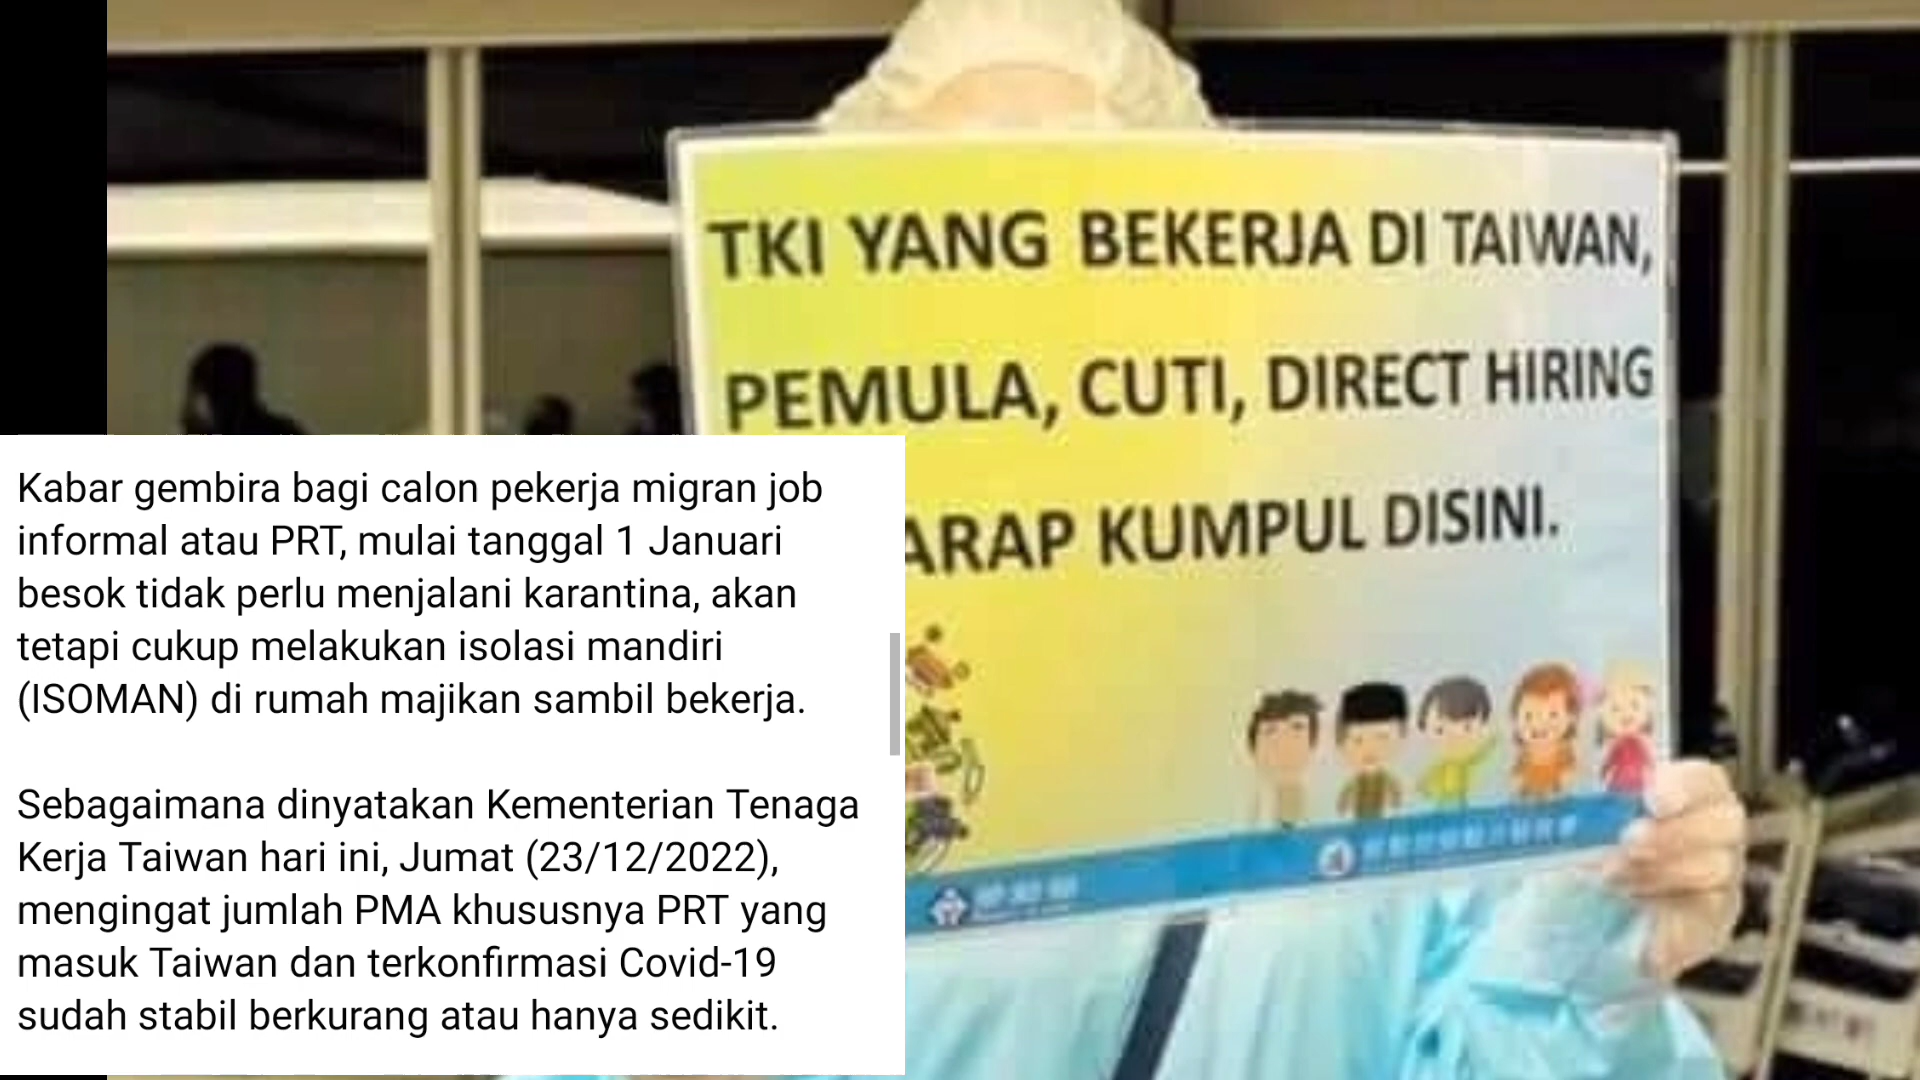 TKI YANG BEKERJA DI TAIWAN,
PEMULA, CUTI, DIRECT HIRING
ARAP KUMPUL DISINI.
Kabar gembira bagi calon pekerja migran job
informal atau PRT, mulai tanggal 1 Januari
besok tidak perlu menjalani karantina, akan
tetapi cukup melakukan isolasi mandiri
(ISOMAN) di rumah majikan sambil bekerja.
Sebagaimana dinyatakan Kementerian Tenaga
Kerja Taiwan hari ini, Jumat (23/12/2022),
mengingat jumlah PMA khususnya PRT yang
masuk Taiwan dan terkonfirmasi Covid-19
sudah stabil berkurang atau hanya sedikit.